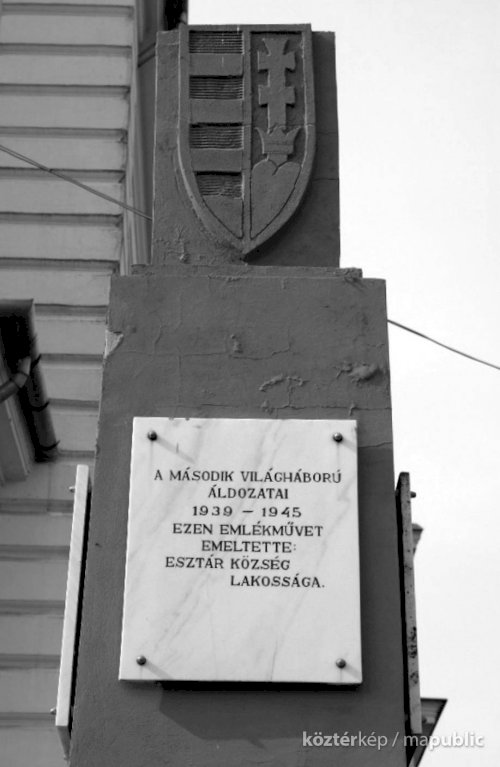 A MÁSODIK VILÁGHÁBORÚ
ÁLDOZATAI
1939 – 1945
EZEN EMLÉKMŰVET
EMELTETTE:
ESZTÁR KÖZSÉG
LAKOSSÁGA.
köztérkép / mapublic